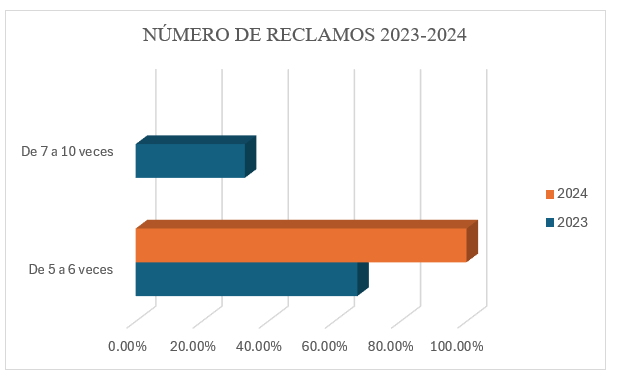 NÚMERO DE RECLAMOS 2023-2024
De 7 a 10 veces
De 5 a 6 veces
2024
2023
0.00% 20.00% 40.00% 60.00% 80.00% 100.00%